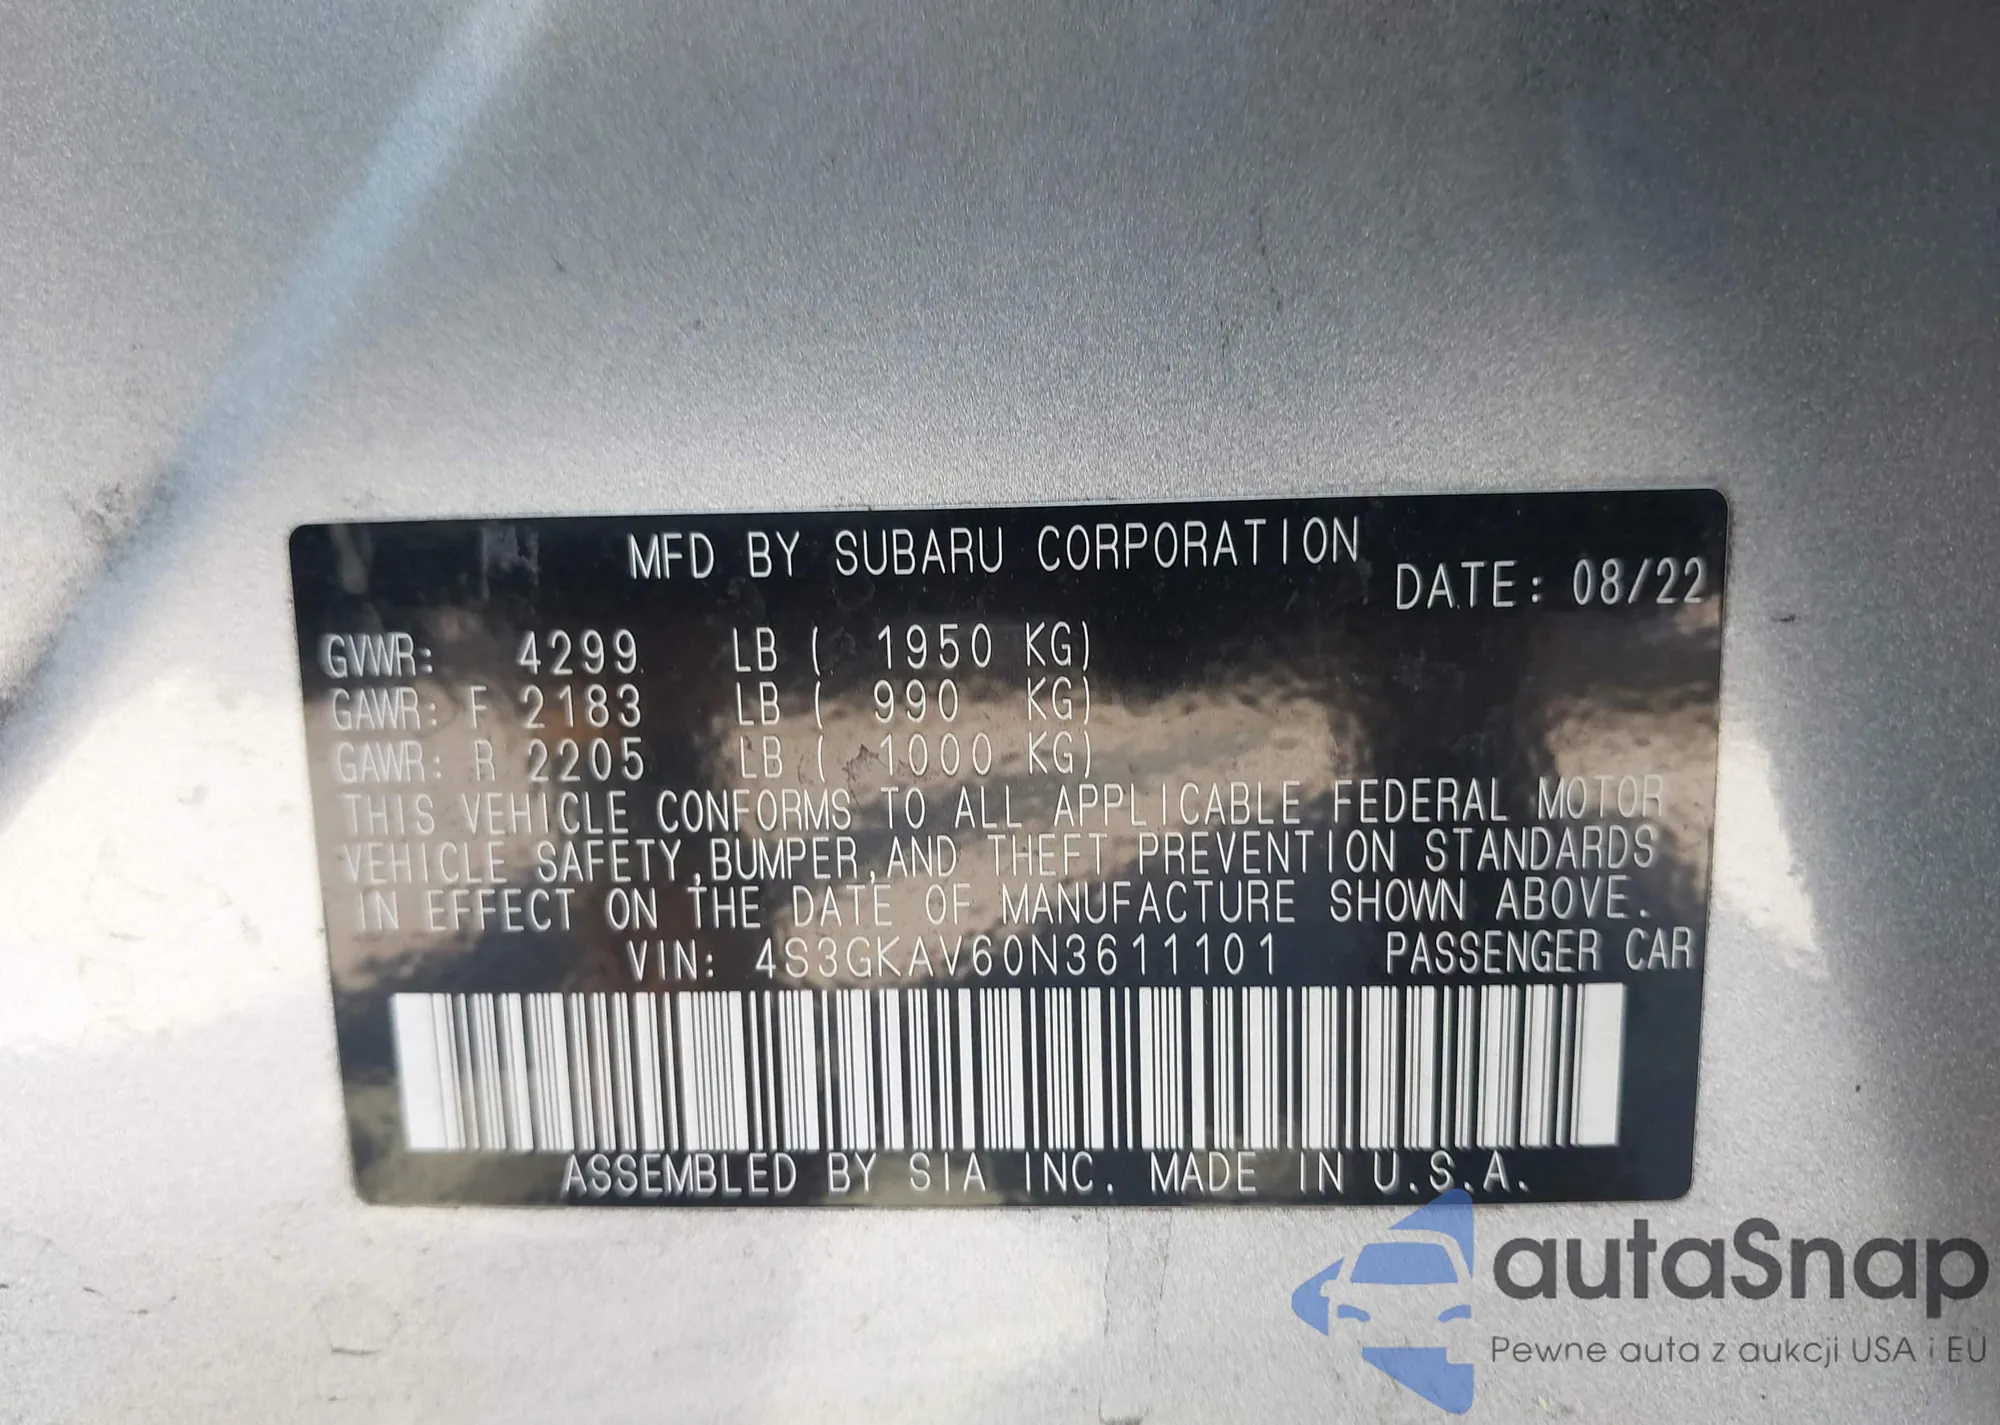 MFD BY SUBARU CORPORATION
DATE: 08/22
GVWR: 4299 LB ( 1950 KG)
GAWR: F 2183 LB ( 990 KG)
GAWR: R 2205 LB ( 1000 KG)
THIS VEHICLE CONFORMS TO ALL APPLICABLE FEDERAL MOTOR
VEHICLE SAFETY,BUMPER,AND THEFT PREVENTION STANDARDS
IN EFFECT ON THE DATE OF MANUFACTURE SHOWN ABOVE.
VIN: 4S3GKAV60N3611101 PASSENGER CAR
ASSEMBLED BY SIA INC. MADE IN U.S.A.
autaSnap
Pewne auta z aukcji USA i EU